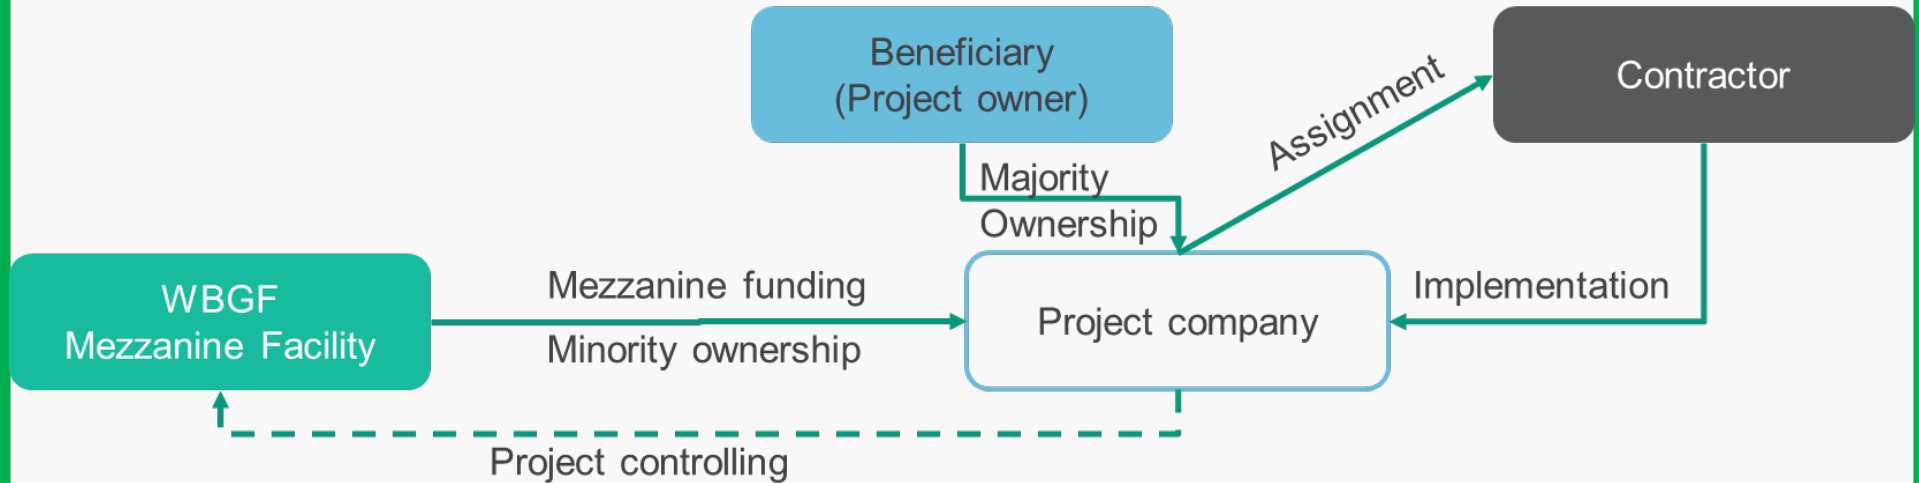 Beneficiary
(Project owner)
Contractor
Assignment
Majority
Ownership
WBGF
Mezzanine Facility
Mezzanine funding
Minority ownership
Project company
Implementation
Project controlling